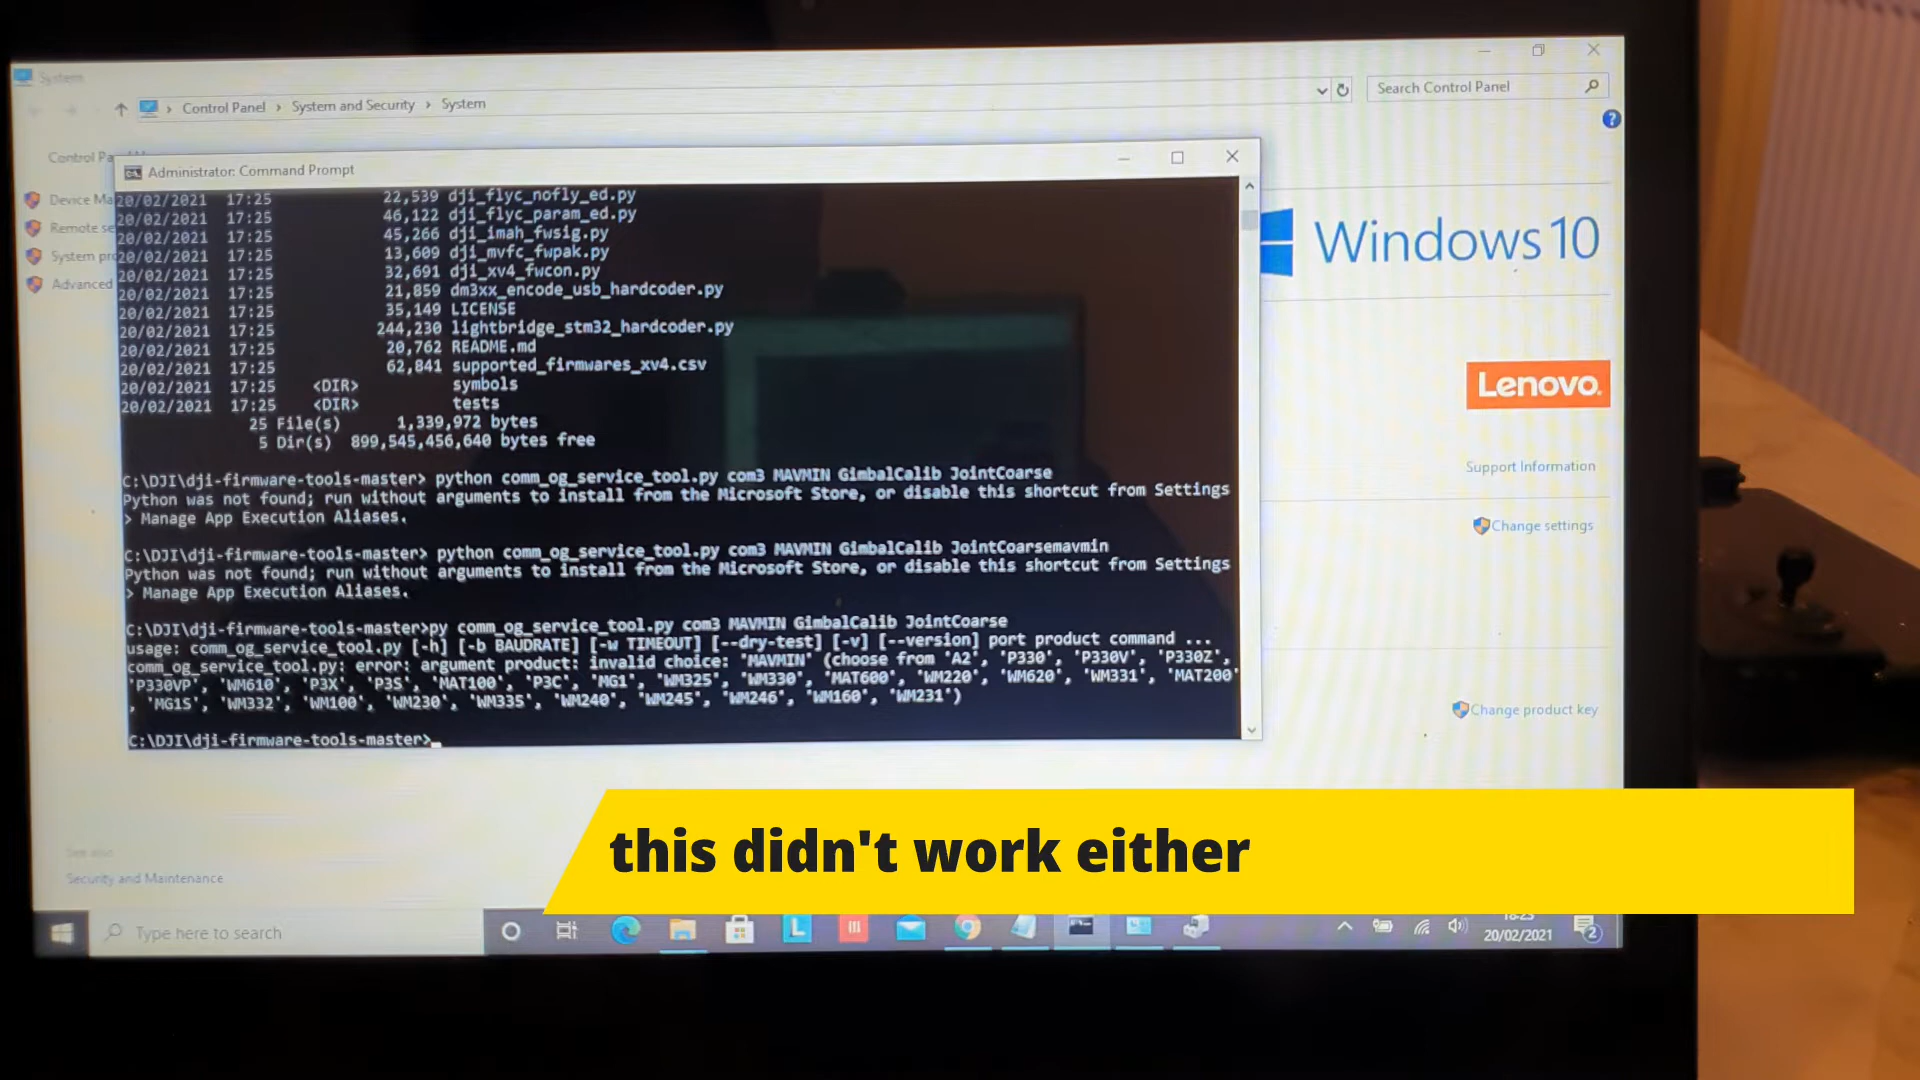 System
Control Panel > System and Security > System
Search Control Panel
Control Pa
Device Ma
Remote se
System pr
Advanced
Administrator: Command Prompt
20/02/2021 17:25 22,539 dji_flyc_nofly_ed.py
20/02/2021 17:25 46,122 dji_flyc_param_ed.py
20/02/2021 17:25 45,266 dji_imah_fwsig.py
20/02/2021 17:25 13,609 dji_mvfc_fwpak.py
20/02/2021 17:25 32,691 dji_xv4_fwcon.py
20/02/2021 17:25 21,859 dm3xx_encode_usb_hardcoder.py
20/02/2021 17:25 35,149 LICENSE
20/02/2021 17:25 244,230 lightbridge_stm32_hardcoder.py
20/02/2021 17:25 20,762 README.md
20/02/2021 17:25 62,841 supported_firmwares_xv4.csv
20/02/2021 17:25 <DIR> symbols
20/02/2021 17:25 <DIR> tests
25 File(s) 1,339,972 bytes
5 Dir(s) 899,545,456,640 bytes free
C:\DJI\dji-firmware-tools-master> python comm_og_service_tool.py com3 MAVMIN GimbalCalib JointCoarse
Python was not found; run without arguments to install from the Microsoft Store, or disable this shortcut from Settings
> Manage App Execution Aliases.
C:\DJI\dji-firmware-tools-master> python comm_og_service_tool.py com3 MAVMIN GimbalCalib JointCoarsemavmin
Python was not found; run without arguments to install from the Microsoft Store, or disable this shortcut from Settings
> Manage App Execution Aliases.
C:\DJI\dji-firmware-tools-master>py comm_og_service_tool.py com3 MAVMIN GimbalCalib JointCoarse
usage: comm_og_service_tool.py [-h] [-b BAUDRATE] [-w TIMEOUT] [--dry-test] [-v] [--version] port product command ...
comm_og_service_tool.py: error: argument product: invalid choice: 'MAVMIN' (choose from 'A2', 'P330', 'P330V', 'P330Z',
'P330VP', 'WM610', 'P3X', 'P3S', 'MAT100', 'P3C', 'MG1', 'WM325', 'WM330', 'MAT600', 'WM220', 'WM620', 'WM331', 'MAT200'
, 'MG1S', 'WM332', 'WM100', 'WM230', 'WM335', 'WM240', 'WM245', 'WM246', 'WM160', 'WM231')
C:\DJI\dji-firmware-tools-master>
Windows 10
Lenovo
Support Information
Change settings
Change product key
See also
Security and Maintenance
this didn't work either
Type here to search
18:23
20/02/2021
2